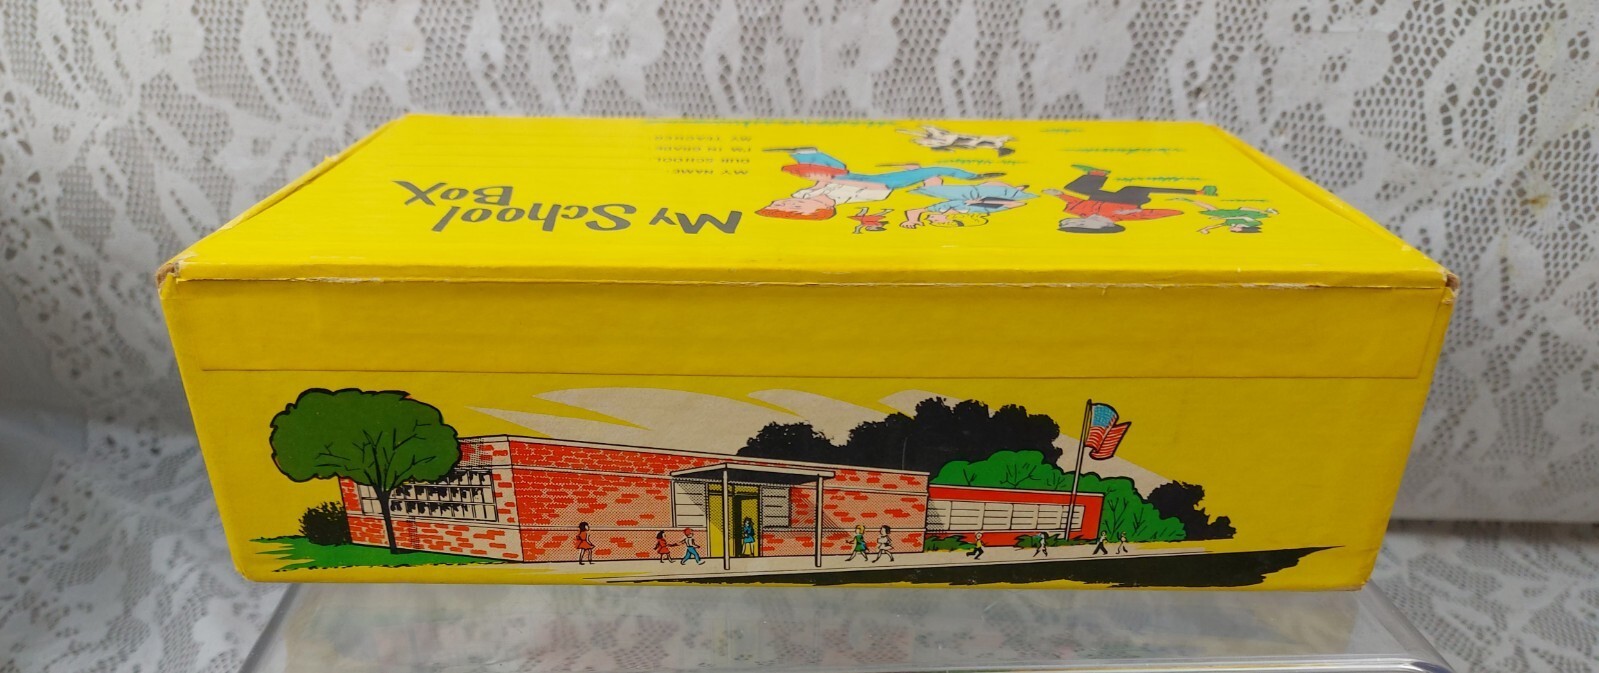 My School
Box
MY NAME:
OUR SCHOOL
I'M IN GRADE
MY TEACHER